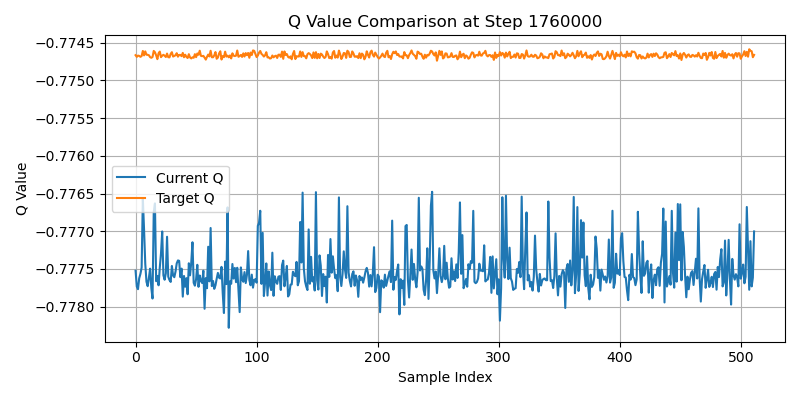 Q Value Comparison at Step 1760000
−0.7745
−0.7750
−0.7755
−0.7760
−0.7765
−0.7770
−0.7775
−0.7780
Q Value
Current Q
Target Q
0 100 200 300 400 500
Sample Index